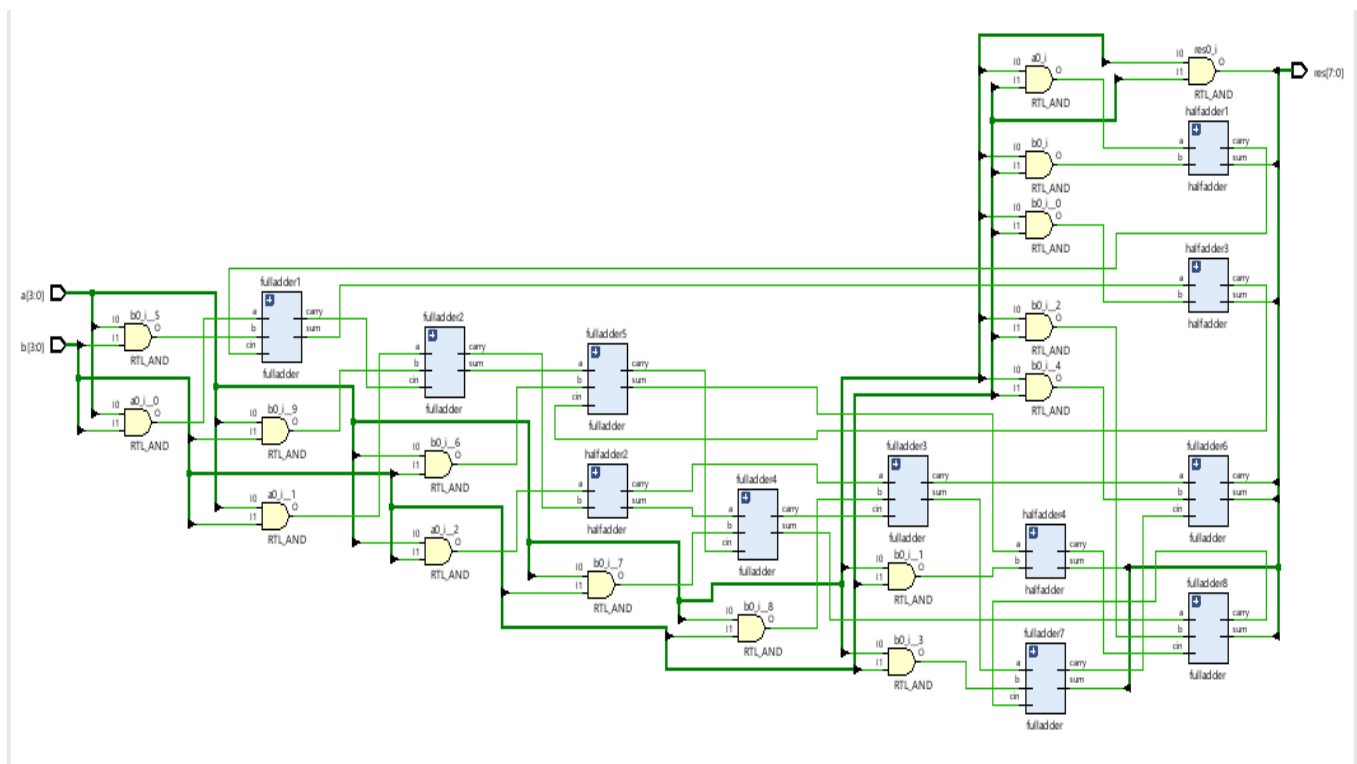 res0_i
I0
O
I1
RTL_AND
res[7:0]
a0_i
I0
O
I1
RTL_AND
halfadder1
a
b
carry
sum
halfadder
b0_i
I0
O
I1
RTL_AND
b0_i__0
I0
O
I1
RTL_AND
halfadder3
a
b
carry
sum
halfadder
a[3:0]
b[3:0]
fulladder1
a
b
cin
carry
sum
fulladder
b0_i__5
I0
O
I1
RTL_AND
fulladder2
a
b
cin
carry
sum
fulladder
fulladder5
a
b
cin
carry
sum
fulladder
b0_i__2
I0
O
I1
RTL_AND
b0_i__4
I0
O
I1
RTL_AND
a0_i__0
I0
O
I1
RTL_AND
b0_i__9
I0
O
I1
RTL_AND
b0_i__6
I0
O
I1
RTL_AND
halfadder2
a
b
carry
sum
halfadder
fulladder3
a
b
cin
carry
sum
fulladder
fulladder6
a
b
cin
carry
sum
fulladder
a0_i__1
I0
O
I1
RTL_AND
a0_i__2
I0
O
I1
RTL_AND
fulladder4
a
b
cin
carry
sum
fulladder
halfadder4
a
b
carry
sum
halfadder
b0_i__7
I0
O
I1
RTL_AND
b0_i__1
I0
O
I1
RTL_AND
fulladder8
a
b
cin
carry
sum
fulladder
b0_i__8
I0
O
I1
RTL_AND
b0_i__3
I0
O
I1
RTL_AND
fulladder7
a
b
cin
carry
sum
fulladder